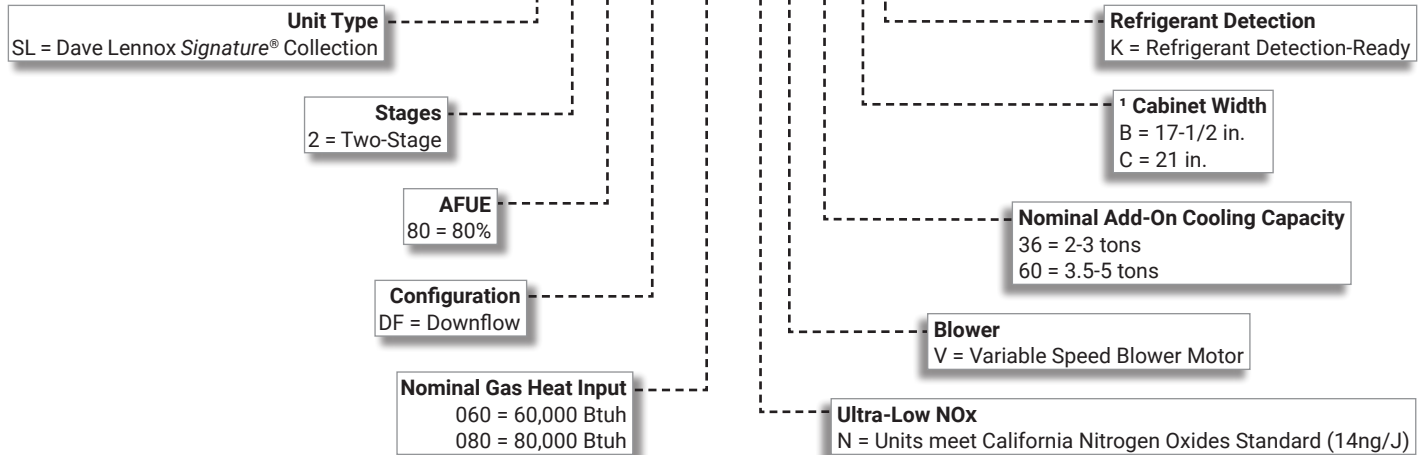 Unit Type
SL = Dave Lennox Signature® Collection
Stages
2 = Two-Stage
AFUE
80 = 80%
Configuration
DF = Downflow
Nominal Gas Heat Input
060 = 60,000 Btuh
080 = 80,000 Btuh
Refrigerant Detection
K = Refrigerant Detection-Ready
¹ Cabinet Width
B = 17-1/2 in.
C = 21 in.
Nominal Add-On Cooling Capacity
36 = 2-3 tons
60 = 3.5-5 tons
Blower
V = Variable Speed Blower Motor
Ultra-Low NOx
N = Units meet California Nitrogen Oxides Standard (14ng/J)